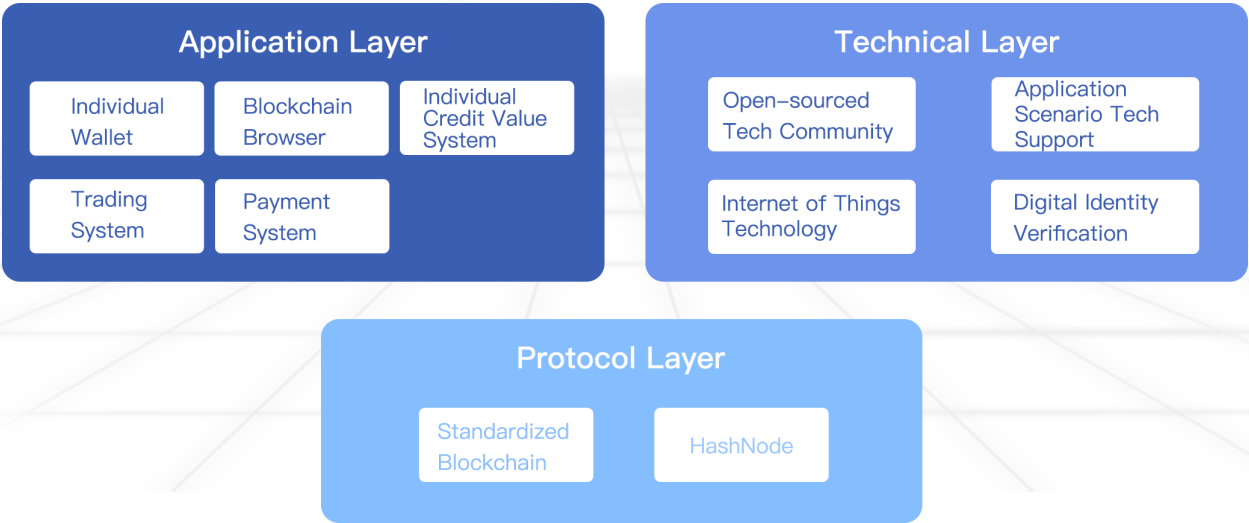 Application Layer
Individual
Wallet
Blockchain
Browser
Individual
Credit Value
System
Trading
System
Payment
System
Technical Layer
Open-sourced
Tech Community
Application
Scenario Tech
Support
Internet of Things
Technology
Digital Identity
Verification
Protocol Layer
Standardized
Blockchain
HashNode